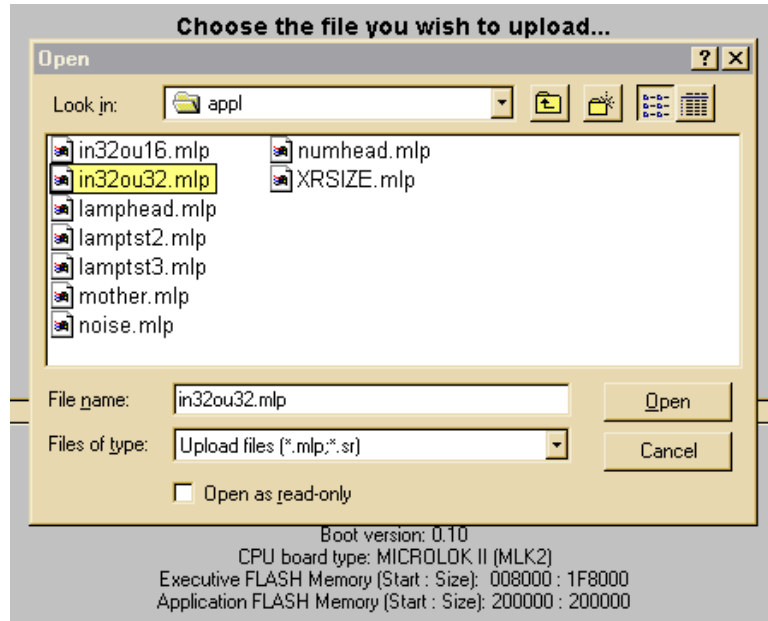 Choose the file you wish to upload...
Open
Look in: appl
in32ou16.mlp
in32ou32.mlp
lamphead.mlp
lamptst2.mlp
lamptst3.mlp
mother.mlp
noise.mlp
numhead.mlp
XRSIZE.mlp
File name: in32ou32.mlp
Open
Files of type: Upload files (*.mlp;*.sr)
Cancel
Open as read-only
Boot version: 0.10
CPU board type: MICROLOK II (MLK2)
Executive FLASH Memory (Start : Size): 008000 : 1F8000
Application FLASH Memory (Start : Size): 200000 : 200000